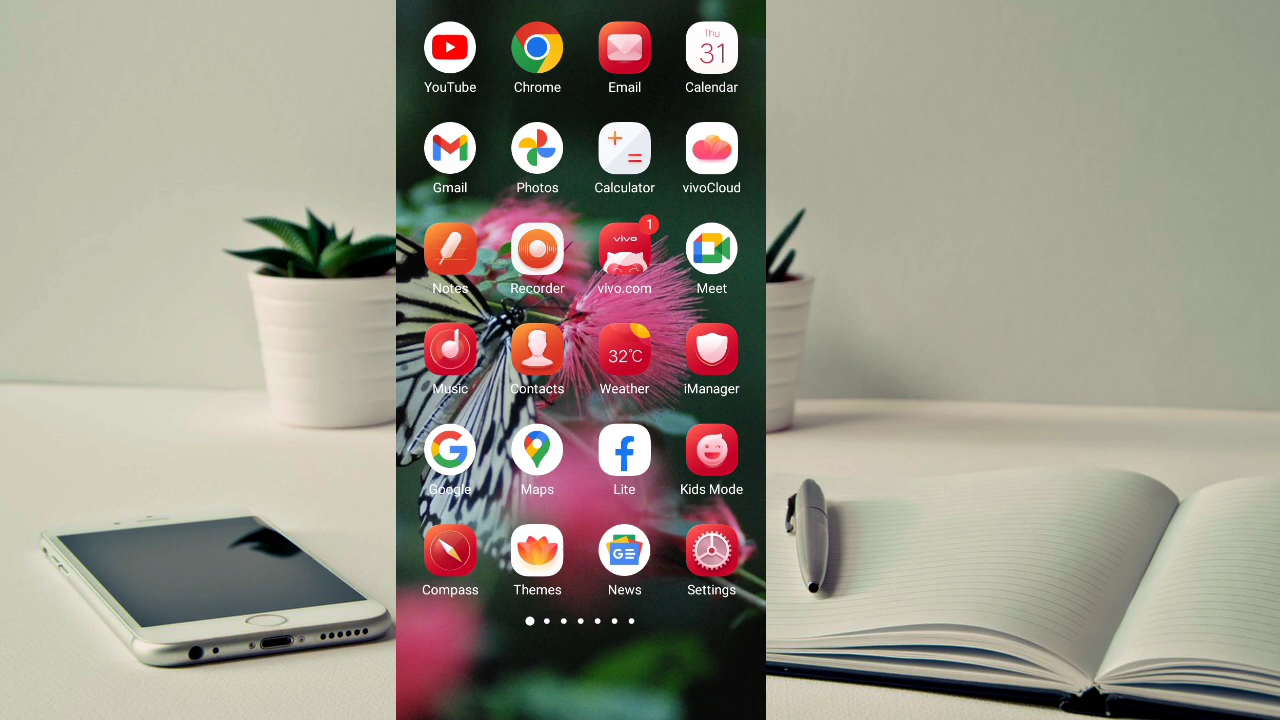 Thu
31
YouTube
Chrome
Email
Calendar
Gmail
Photos
Calculator
vivoCloud
1
vivo
Notes
Recorder
vivo.com
Meet
32°C
Music
Contacts
Weather
iManager
Google
Maps
Lite
Kids Mode
GE
Compass
Themes
News
Settings